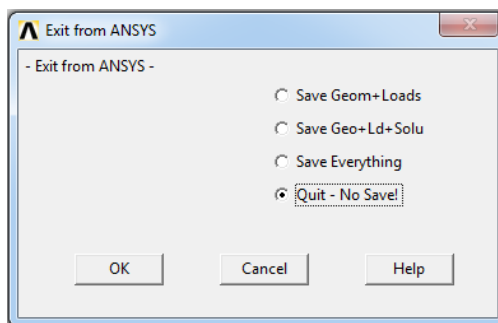 Exit from ANSYS
- Exit from ANSYS -
Save Geom+Loads
Save Geo+Ld+Solu
Save Everything
Quit - No Save!
OK Cancel Help